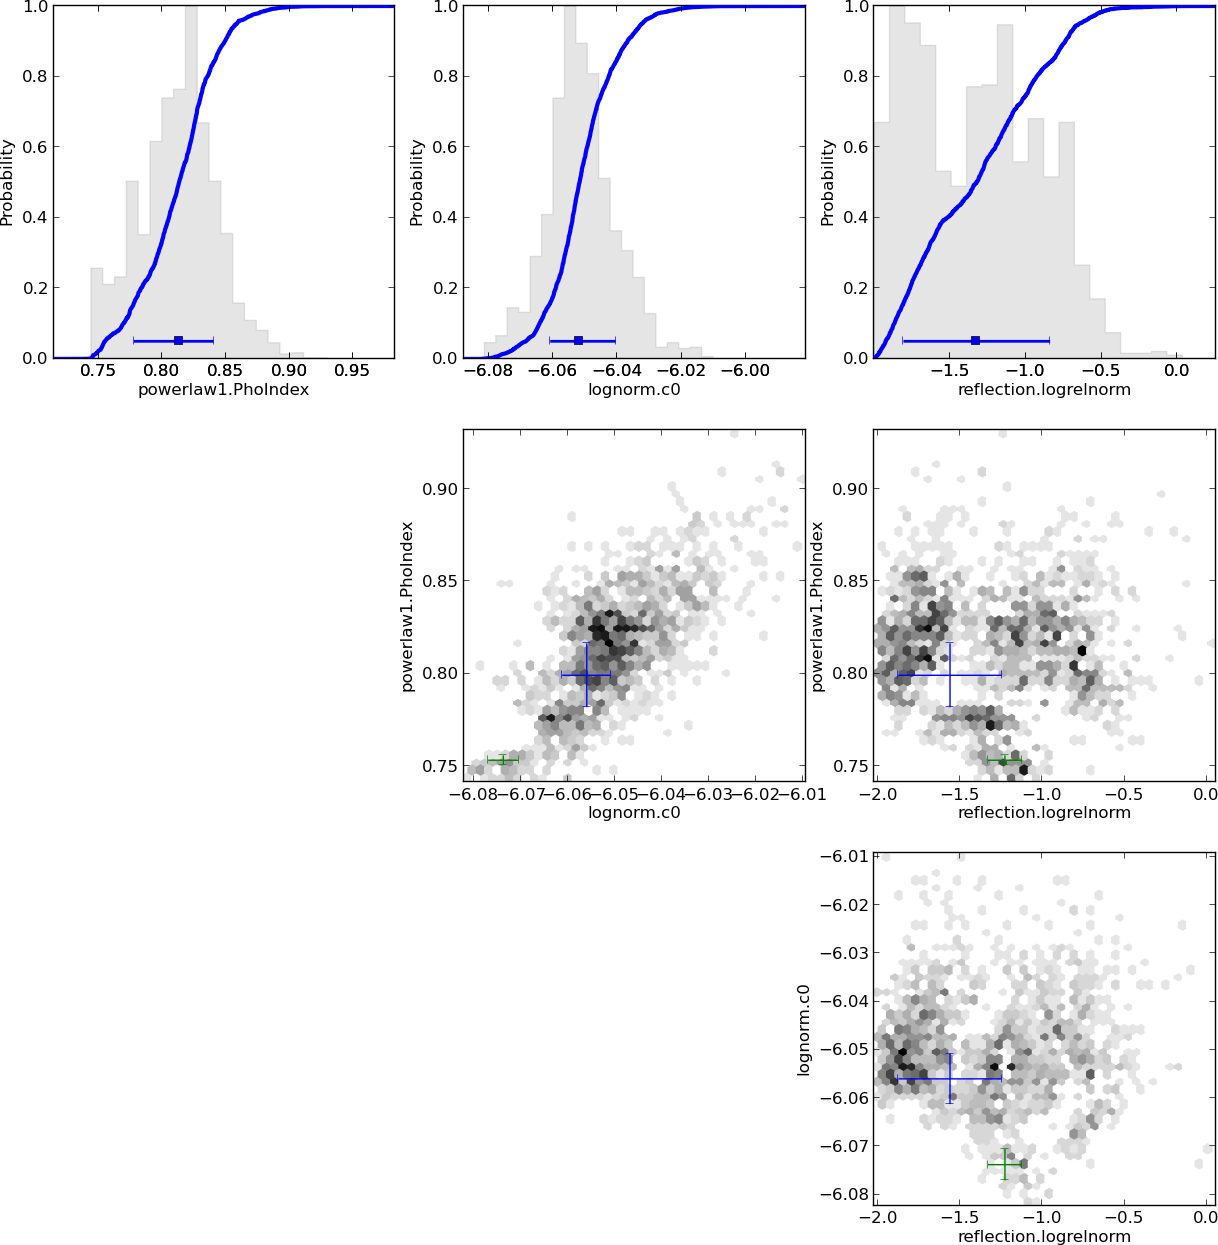 1.0
0.8
0.6
0.4
0.2
0.0
Probability
0.75 0.80 0.85 0.90 0.95
powerlaw1.PhoIndex
1.0
0.8
0.6
0.4
0.2
0.0
Probability
−6.08 −6.06 −6.04 −6.02 −6.00
lognorm.c0
1.0
0.8
0.6
0.4
0.2
0.0
Probability
−1.5 −1.0 −0.5 0.0
reflection.logrelnorm
0.90
0.85
0.80
0.75
powerlaw1.PhoIndex
−6.08 −6.07 −6.06 −6.05 −6.04 −6.03 −6.02 −6.01
lognorm.c0
0.90
0.85
0.80
0.75
powerlaw1.PhoIndex
−2.0 −1.5 −1.0 −0.5 0.0
reflection.logrelnorm
−6.01
−6.02
−6.03
−6.04
−6.05
−6.06
−6.07
−6.08
lognorm.c0
−2.0 −1.5 −1.0 −0.5 0.0
reflection.logrelnorm